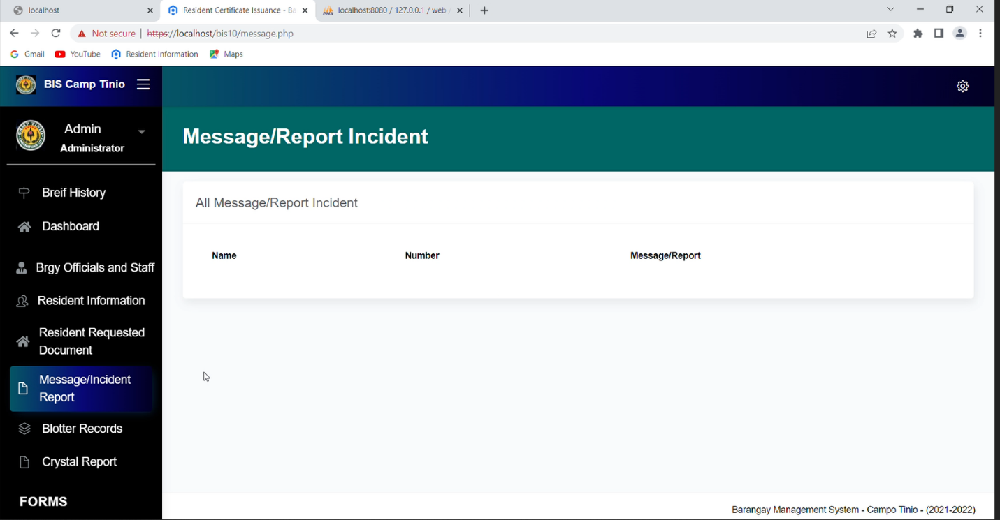 localhost
Resident Certificate Issuance - Ba
localhost:8080 / 127.0.0.1 / web
Not secure | https://localhost/bis10/message.php
Gmail
YouTube
Resident Information
Maps
BIS Camp Tinio
Admin
Administrator
Breif History
Dashboard
Brgy Officials and Staff
Resident Information
Resident Requested
Document
Message/Incident
Report
Blotter Records
Crystal Report
FORMS
Message/Report Incident
All Message/Report Incident
Name
Number
Message/Report
Barangay Management System - Campo Tinio - (2021-2022)